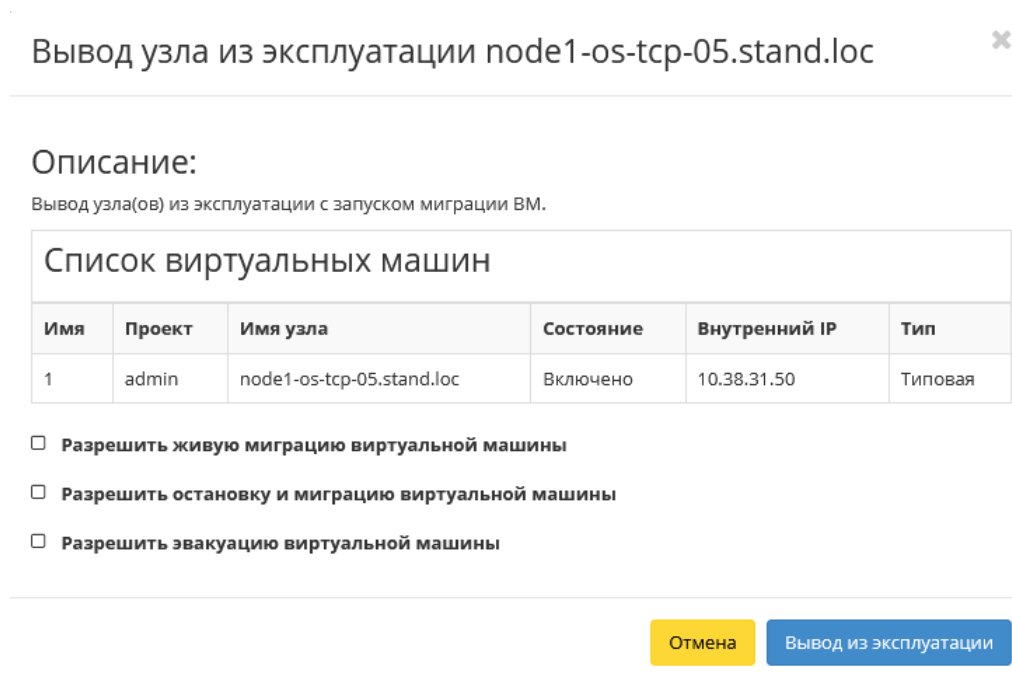 Вывод узла из эксплуатации node1-os-tcp-05.stand.loc
Описание:
Вывод узла(ов) из эксплуатации с запуском миграции ВМ.
Список виртуальных машин
Имя Проект Имя узла Состояние Внутренний IP Тип
1 admin node1-os-tcp-05.stand.loc Включено 10.38.31.50 Типовая
Разрешить живую миграцию виртуальной машины
Разрешить остановку и миграцию виртуальной машины
Разрешить эвакуацию виртуальной машины
Отмена Вывод из эксплуатации